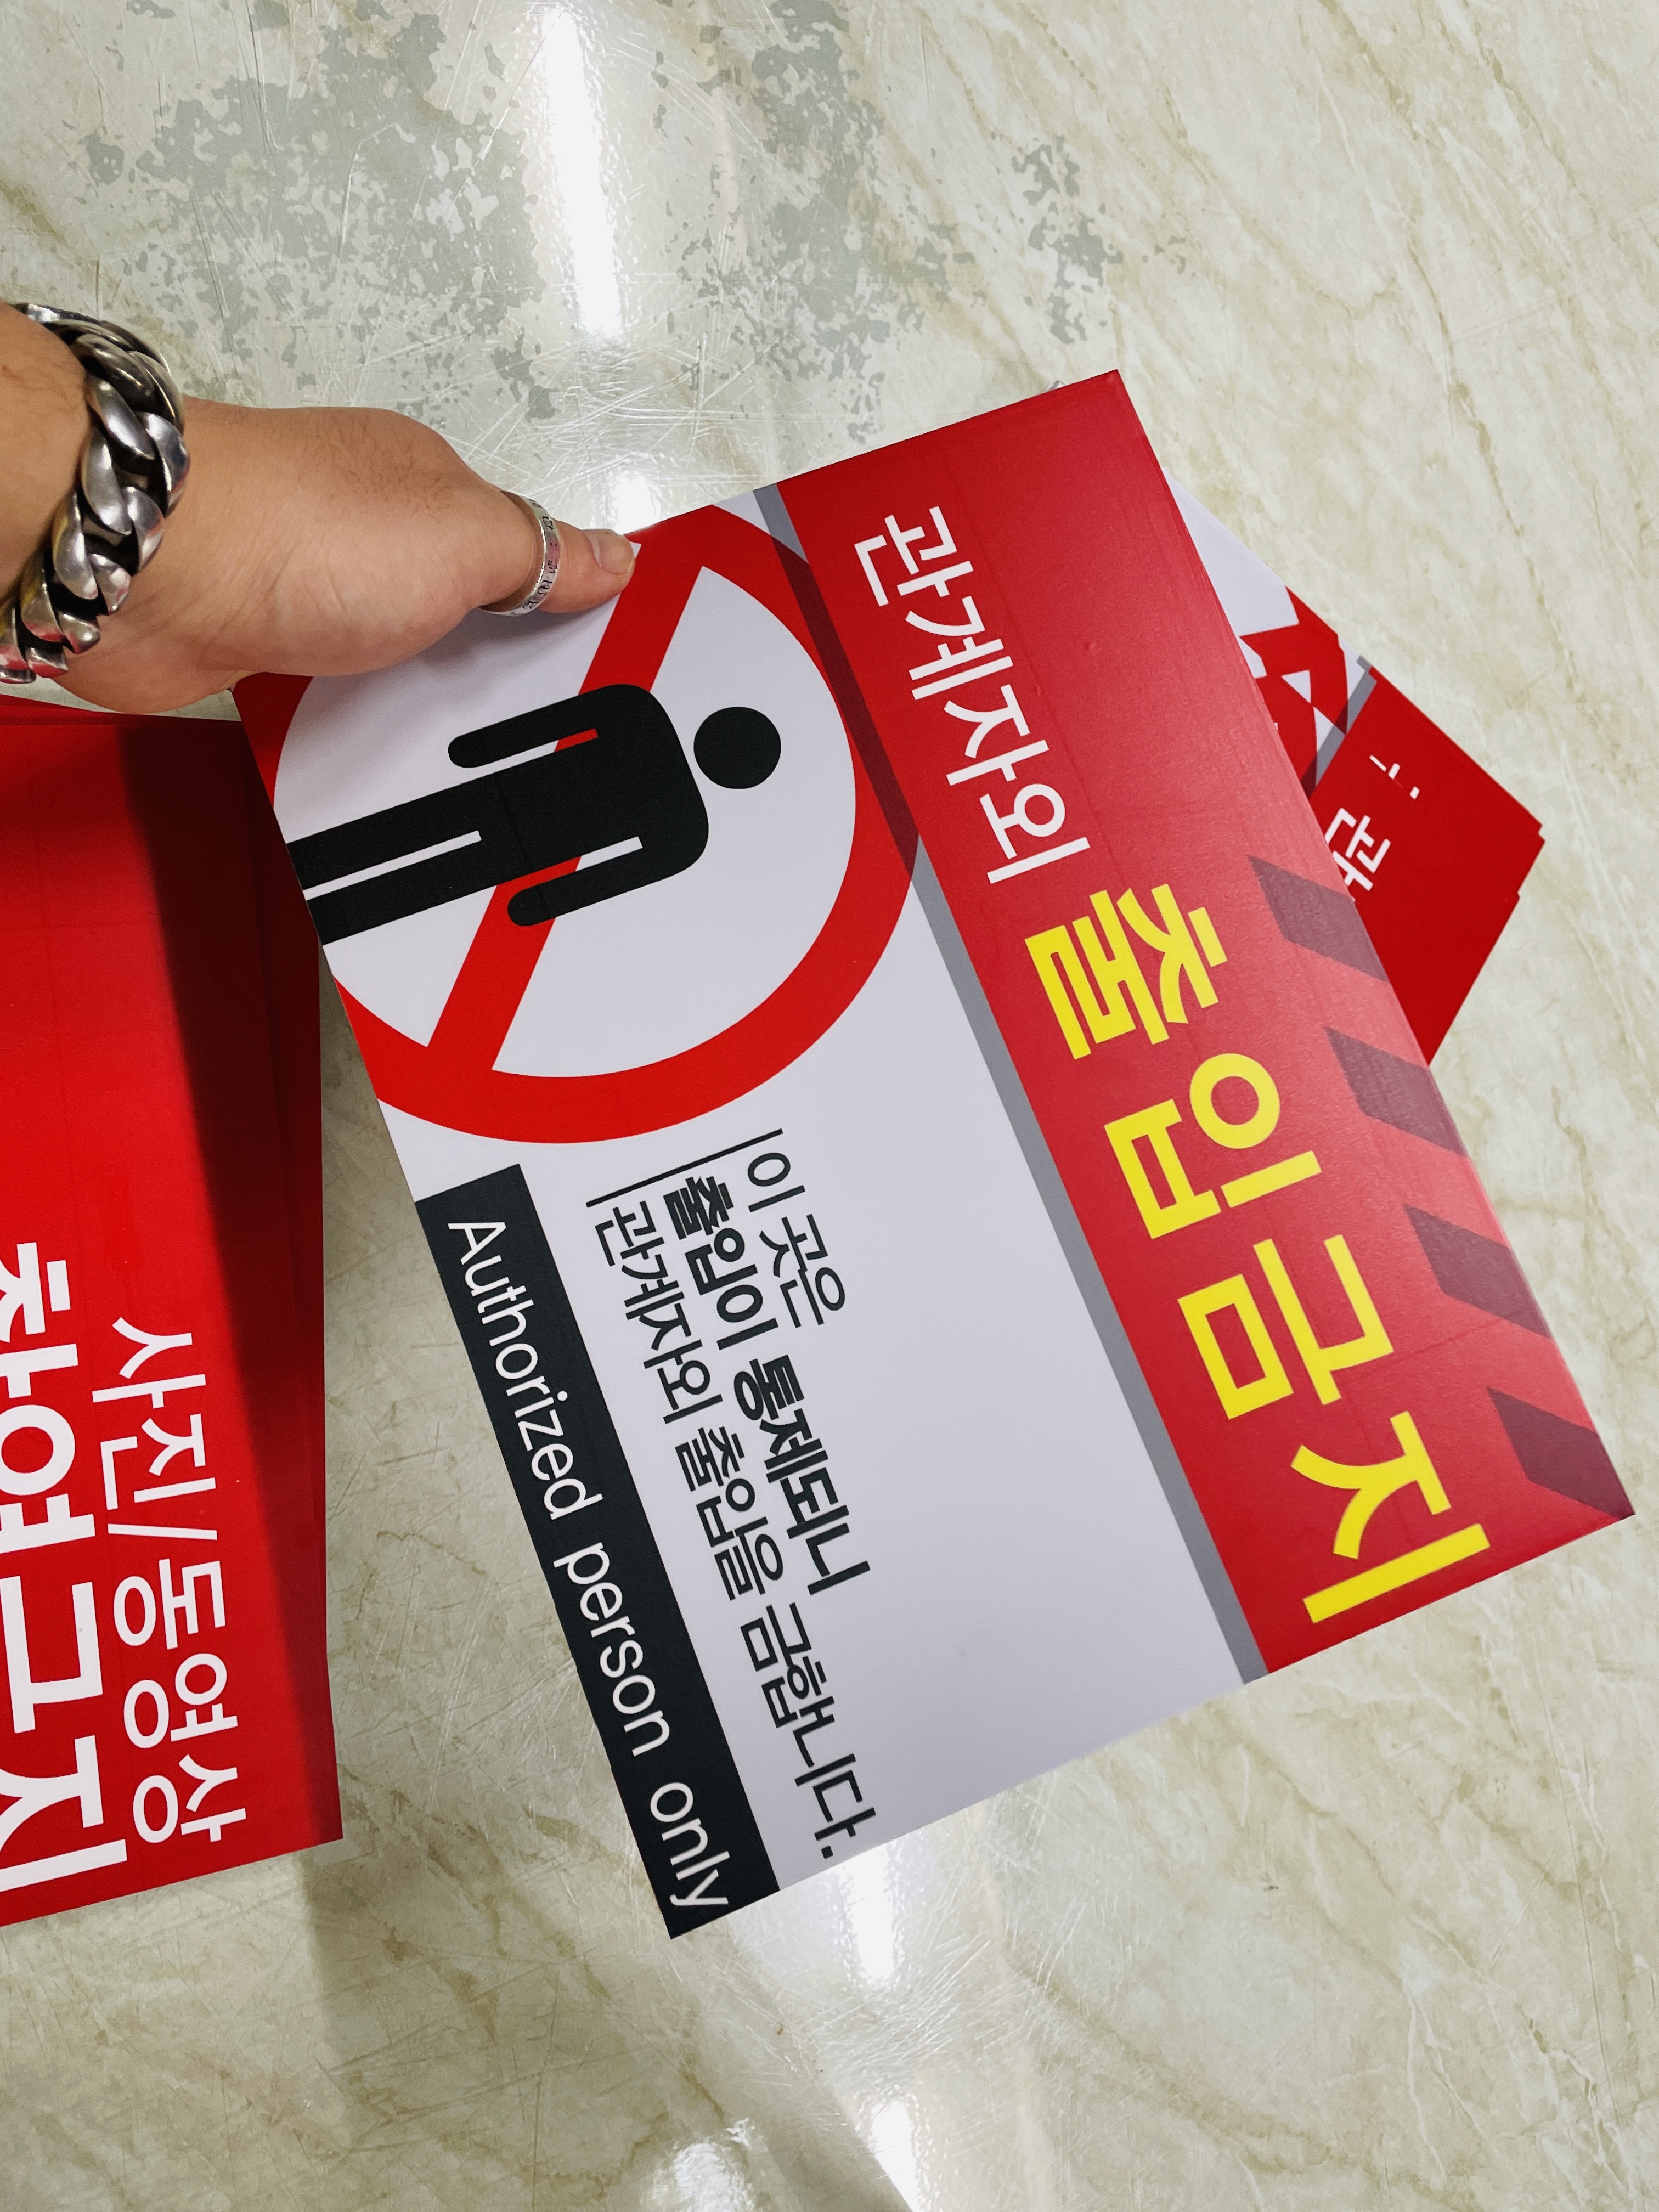 관계자외 출입금지
이 곳은
출입이 통제되니
관계자외 출입을 금합니다.
Authorized person only
사진/동영상
촬영금지
관